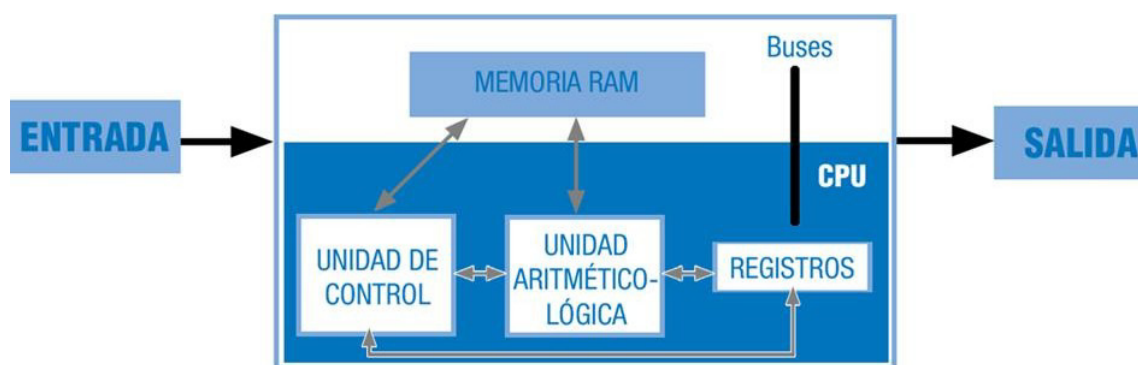 Buses
MEMORIA RAM
ENTRADA
SALIDA
CPU
UNIDAD DE
CONTROL
UNIDAD
ARITMÉTICO-
LÓGICA
REGISTROS